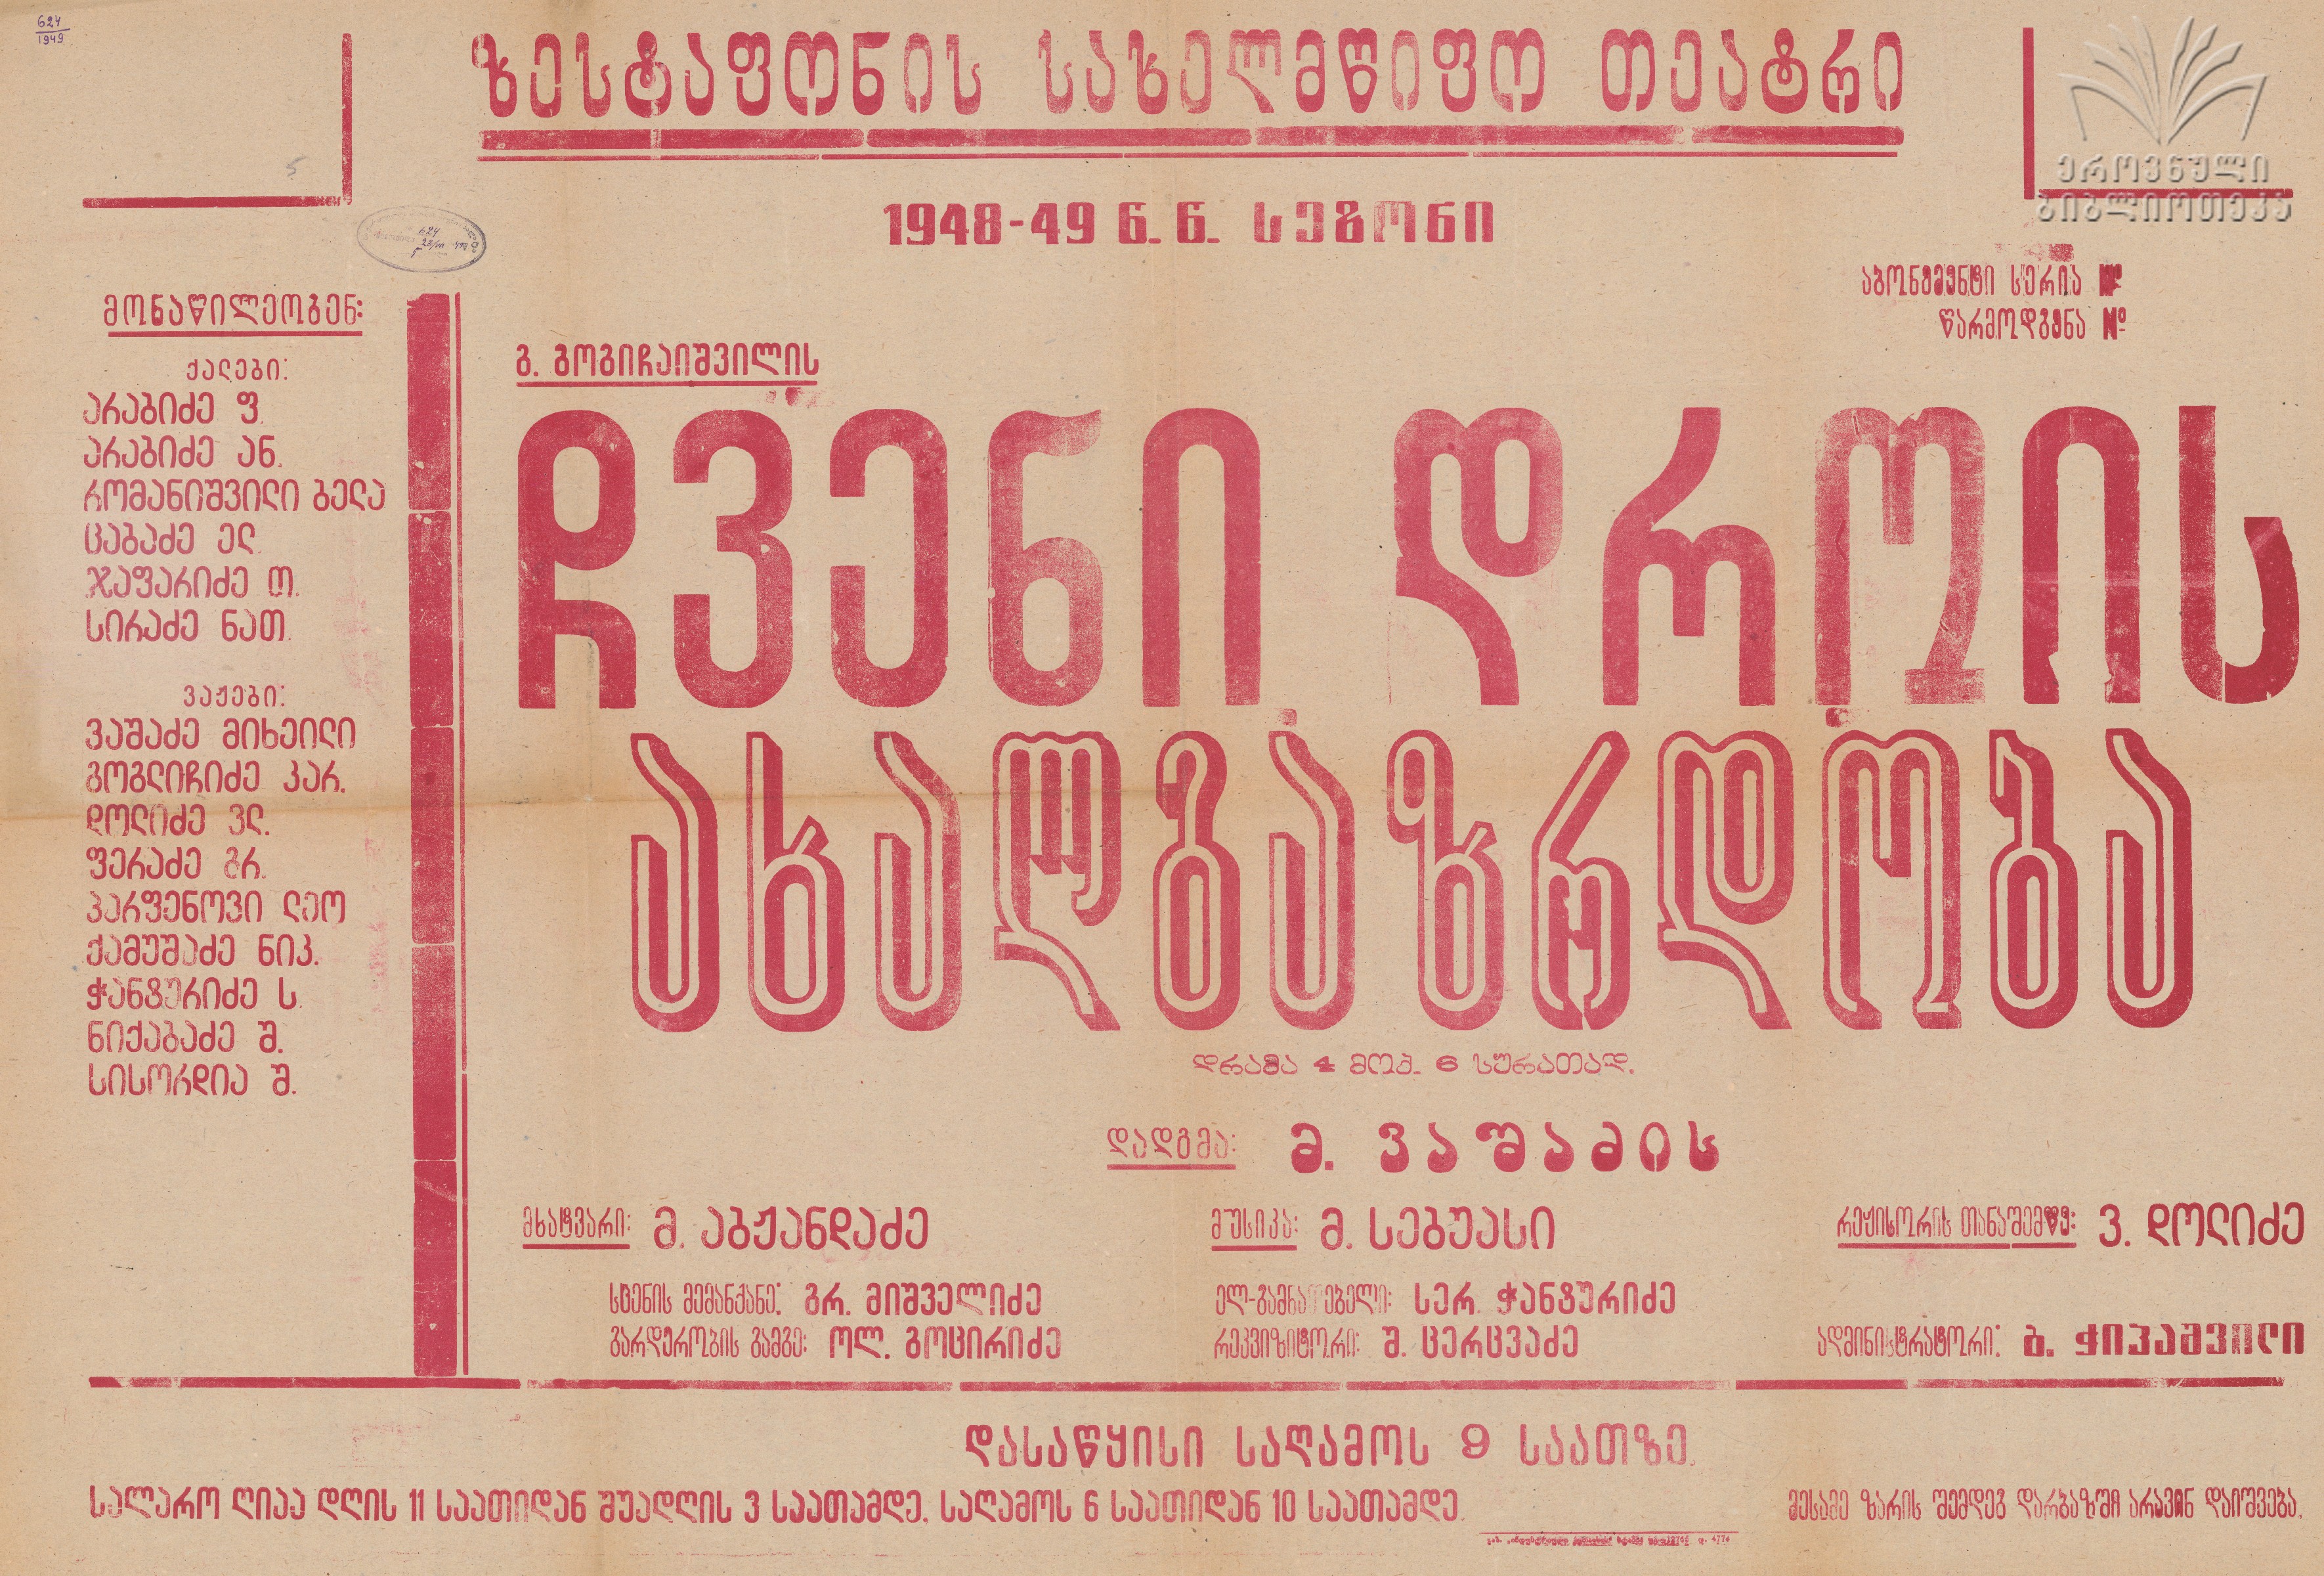 624
1949
ზესტაფონის სახელმწიფო თეატრი
ეროვნული
ბიბლიოთეკა
1948-49 წ. წ. სეზონი
აბონემენტი სერია №
წარმოდგენა №
მონაწილეობენ:
ქალები:
არაბიძე ფ.
არაბიძე ან.
რომანიშვილი ბელა
ცაბაძე ელ.
ჯაფარიძე თ.
სირაძე ნათ.
ვაჟები:
ვაშაძე მიხეილი
გოგლიჩიძე კარ.
დოლიძე ვლ.
ფერაძე გრ.
პარფენოვი ლეო
ქამუშაძე ნიკ.
ჭანტურიძე ს.
ნიქაბაძე შ.
სისორდია შ.
გ. გოგიჩაიშვილის
ჩვენი დროის
ახალგაზრდობა
დრამა 4 მოქ. 6 სურათად.
დადგმა: მ. ვაშაძის
მხატვარი: მ. აბჟანდაძე
მუსიკა: მ. სებუასი
რეჟისორის თანაშემწე: ვ. დოლიძე
სცენის მემანქანე: გრ. მიშველიძე
ელ-გამნათებელი: სერ. ჭანტურიძე
გარდერობის გამგე: ოლ. გოცირიძე
რეკვიზიტორი: შ. ცერცვაძე
ადმინისტრატორი: ბ. ჭიპაშვილი
დასაწყისი საღამოს 9 საათზე.
სალარო ღიაა დღის 11 საათიდან შუადღის 3 საათამდე, საღამოს 6 საათიდან 10 საათამდე.
მესამე ზარის შემდეგ დარბაზში არავინ დაიშვება.